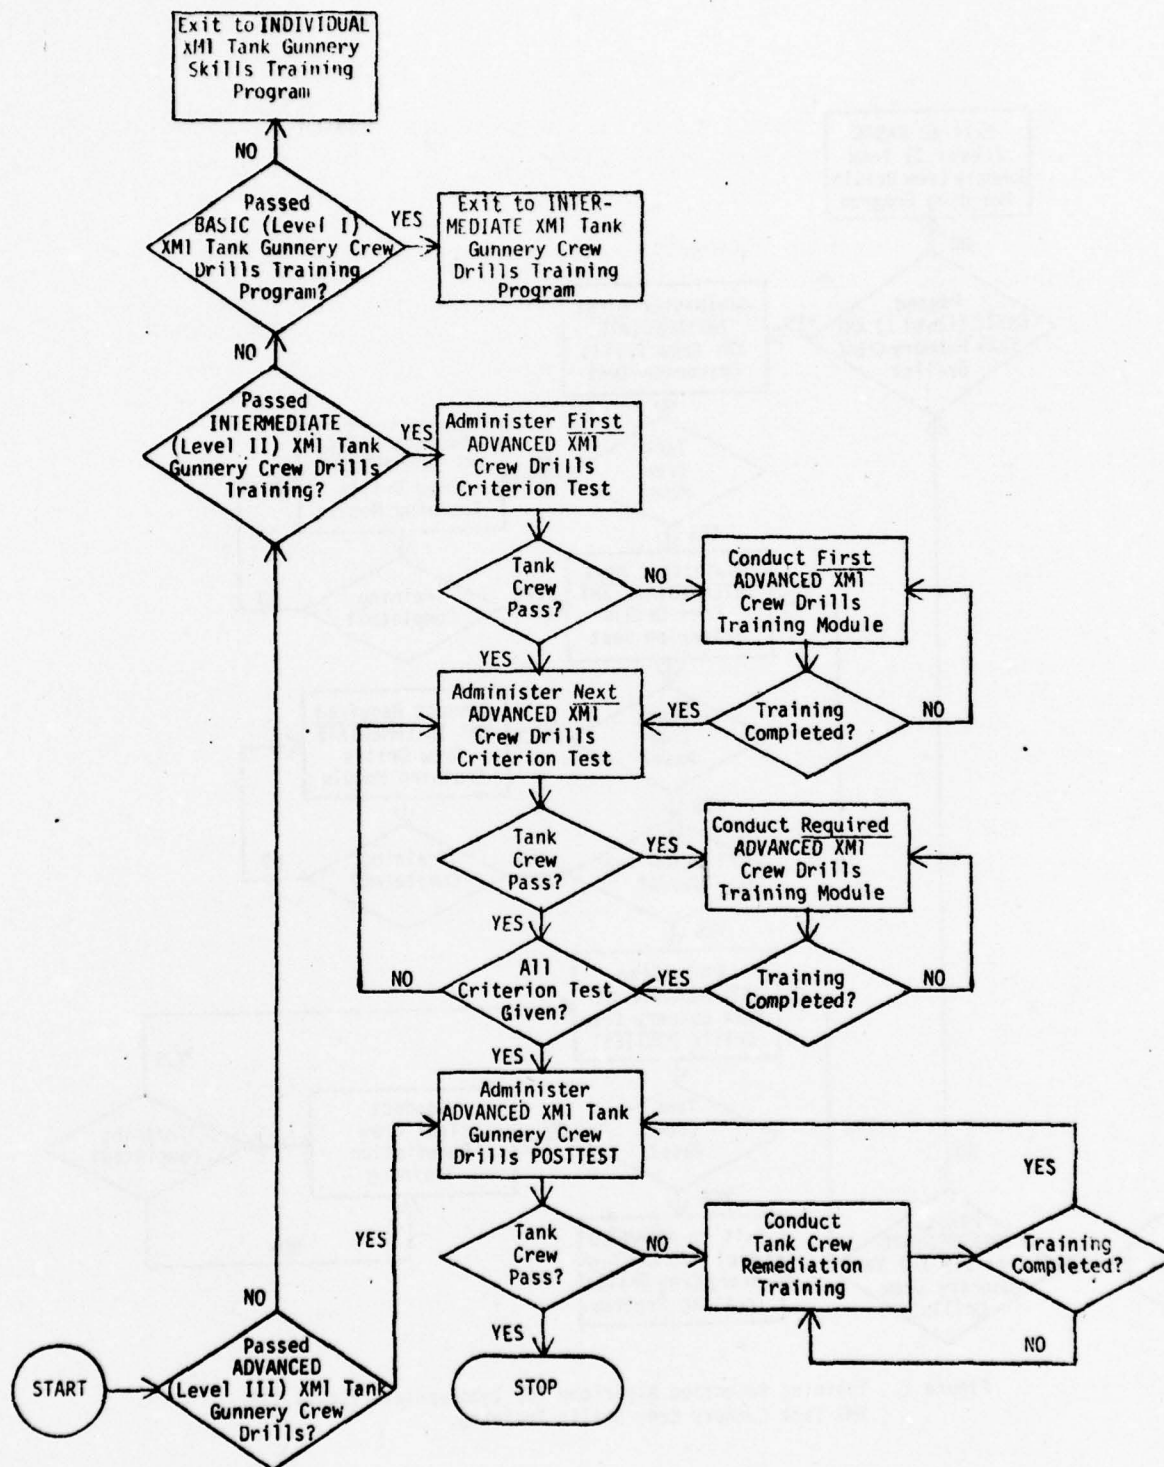 Exit to INDIVIDUAL
XM1 Tank Gunnery
Skills Training
Program
NO
Passed
BASIC (Level I)
XM1 Tank Gunnery Crew
Drills Training
Program?
YES
Exit to INTER-
MEDIATE XM1 Tank
Gunnery Crew
Drills Training
Program
NO
Passed
INTERMEDIATE
(Level II) XM1 Tank
Gunnery Crew Drills
Training?
YES
Administer First
ADVANCED XM1
Crew Drills
Criterion Test
Tank
Crew
Pass?
NO
Conduct First
ADVANCED XM1
Crew Drills
Training Module
YES
Administer Next
ADVANCED XM1
Crew Drills
Criterion Test
YES
Training
Completed?
NO
Tank
Crew
Pass?
YES
Conduct Required
ADVANCED XM1
Crew Drills
Training Module
YES
NO
All
Criterion Test
Given?
YES
Training
Completed?
NO
YES
Administer
ADVANCED XM1 Tank
Gunnery Crew
Drills POSTTEST
YES
YES
Tank
Crew
Pass?
NO
Conduct
Tank Crew
Remediation
Training
Training
Completed?
NO
YES
STOP
NO
START
Passed
ADVANCED
(Level III) XM1 Tank
Gunnery Crew
Drills?